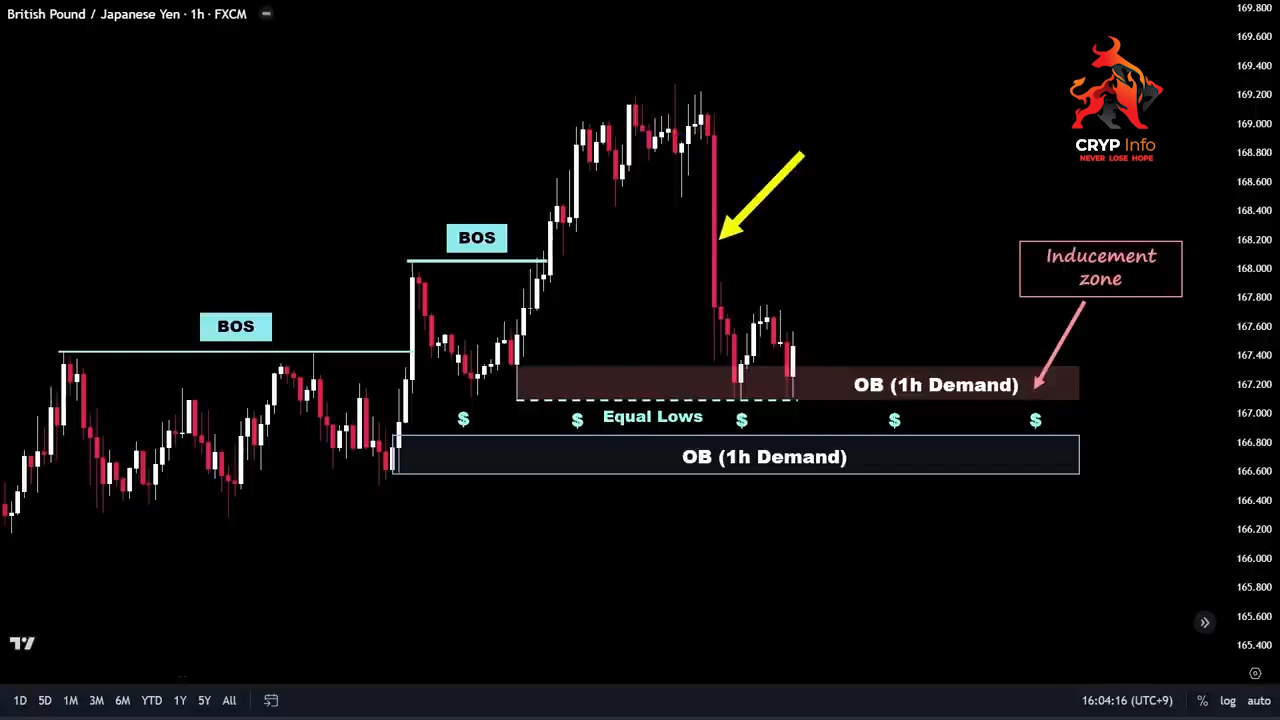 British Pound / Japanese Yen · 1h · FXCM
169.800
169.600
169.400
169.200
169.000
168.800
168.600
168.400
168.200
168.000
167.800
167.600
167.400
167.200
167.000
166.800
166.600
166.400
166.200
166.000
165.800
165.600
165.400
CRYP Info
NEVER LOSE HOPE
BOS
BOS
Inducement
zone
OB (1h Demand)
$ $ Equal Lows $ $ $
OB (1h Demand)
1D 5D 1M 3M 6M YTD 1Y 5Y All
16:04:16 (UTC+9) % log auto